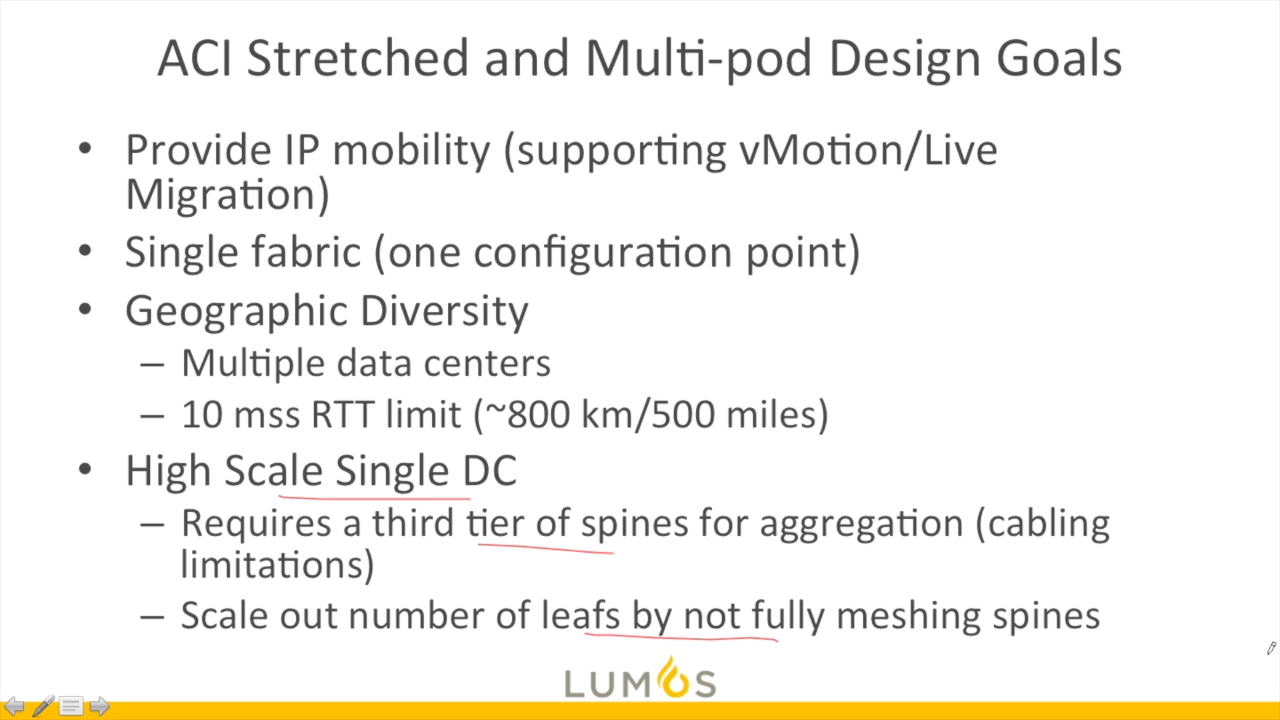 ACI Stretched and Multi-pod Design Goals
• Provide IP mobility (supporting vMotion/Live
Migration)
• Single fabric (one configuration point)
• Geographic Diversity
– Multiple data centers
– 10 mss RTT limit (~800 km/500 miles)
• High Scale Single DC
– Requires a third tier of spines for aggregation (cabling
limitations)
– Scale out number of leafs by not fully meshing spines
LUMOS